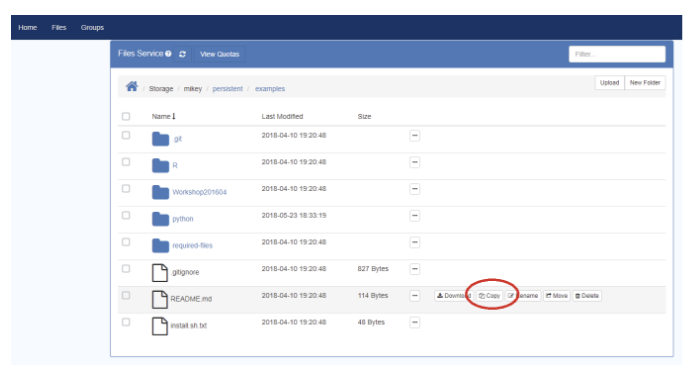 Home Files Groups
Files Service View Quotas Filter...
/ Storage / mikey / persistent / examples Upload New Folder
Name Last Modified Size
.git 2018-04-10 19:20:48
R 2018-04-10 19:20:48
Workshop201604 2018-04-10 19:20:48
python 2018-05-23 18:33:19
required-files 2018-04-10 19:20:48
.gitignore 2018-04-10 19:20:48 827 Bytes
README.md 2018-04-10 19:20:48 114 Bytes Download Copy Rename Move Delete
install.sh.txt 2018-04-10 19:20:48 48 Bytes